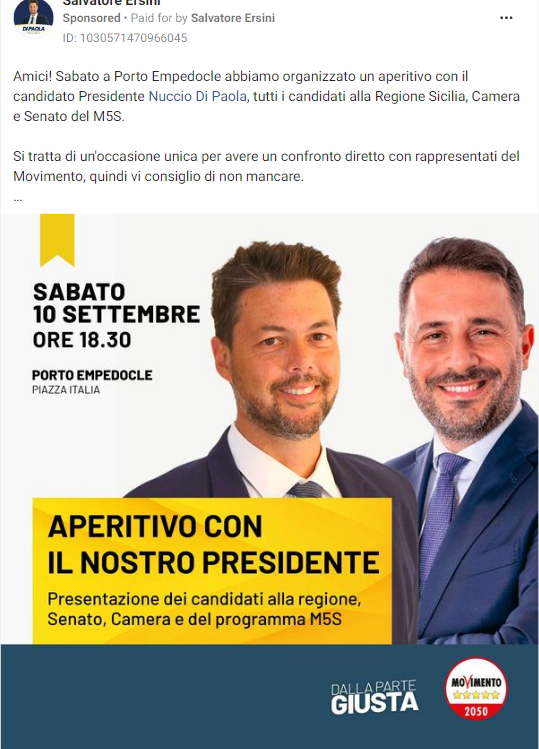 Salvatore Ersini
Sponsored • Paid for by Salvatore Ersini
ID: 1030571470966045
Amici! Sabato a Porto Empedocle abbiamo organizzato un aperitivo con il
candidato Presidente Nuccio Di Paola, tutti i candidati alla Regione Sicilia, Camera
e Senato del M5S.
Si tratta di un'occasione unica per avere un confronto diretto con rappresentati del
Movimento, quindi vi consiglio di non mancare.
...
SABATO
10 SETTEMBRE
ORE 18.30
PORTO EMPEDOCLE
PIAZZA ITALIA
APERITIVO CON
IL NOSTRO PRESIDENTE
Presentazione dei candidati alla regione,
Senato, Camera e del programma M5S
DALLA PARTE
GIUSTA
MOVIMENTO
2050
DI PAOLA